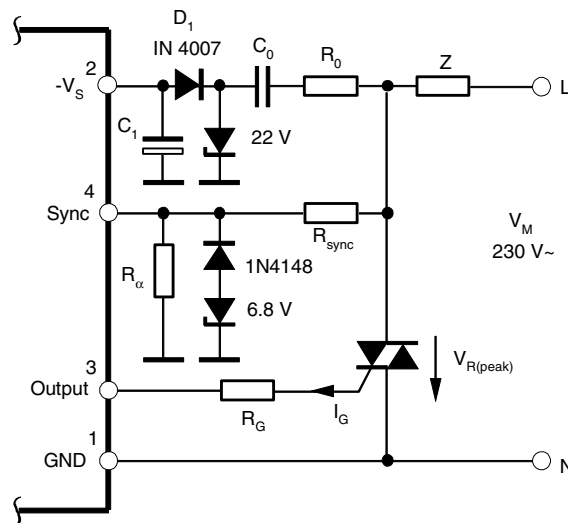 D1
IN 4007
C0
R0
Z
L
2
-VS
C1
22 V
4
Sync
Rsync
VM
230 V~
Rα
1N4148
6.8 V
3
Output
RG
IG
VR(peak)
1
GND
N